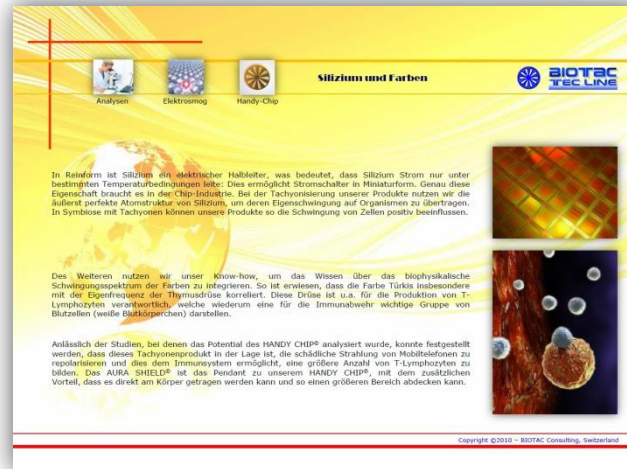 Silizium und Farben
BIOTAC
TEC LINE
Analysen
Elektrosmog
Handy-Chip
In Reinform ist Silizium ein elektrischer Halbleiter, was bedeutet, dass Silizium Strom nur unter
bestimmten Temperaturbedingungen leite: Dies ermöglicht Stromschalter in Miniaturform. Genau diese
Eigenschaft braucht es in der Chip-Industrie. Bei der Tachyonisierung unserer Produkte nutzen wir die
äußerst perfekte Atomstruktur von Silizium, um deren Eigenschwingung auf Organismen zu übertragen.
In Symbiose mit Tachyonen können unsere Produkte so die Schwingung von Zellen positiv beeinflussen.
Des Weiteren nutzen wir unser Know-how, um das Wissen über das biophysikalische
Schwingungsspektrum der Farben zu integrieren. So ist erwiesen, dass die Farbe Türkis insbesondere
mit der Eigenfrequenz der Thymusdrüse korreliert. Diese Drüse ist u.a. für die Produktion von T-
Lymphozyten verantwortlich, welche wiederum eine für die Immunabwehr wichtige Gruppe von
Blutzellen (weiße Blutkörperchen) darstellen.
Anlässlich der Studien, bei denen das Potential des HANDY CHIP® analysiert wurde, konnte festgestellt
werden, dass dieses Tachyonenprodukt in der Lage ist, die schädliche Strahlung von Mobiltelefonen zu
repolarisieren und dies dem Immunsystem ermöglicht, eine größere Anzahl von T-Lymphozyten zu
bilden. Das AURA SHIELD® ist das Pendant zu unserem HANDY CHIP®, mit dem zusätzlichen
Vorteil, dass es direkt am Körper getragen werden kann und so einen größeren Bereich abdecken kann.
Copyright ©2010 – BIOTAC Consulting, Switzerland